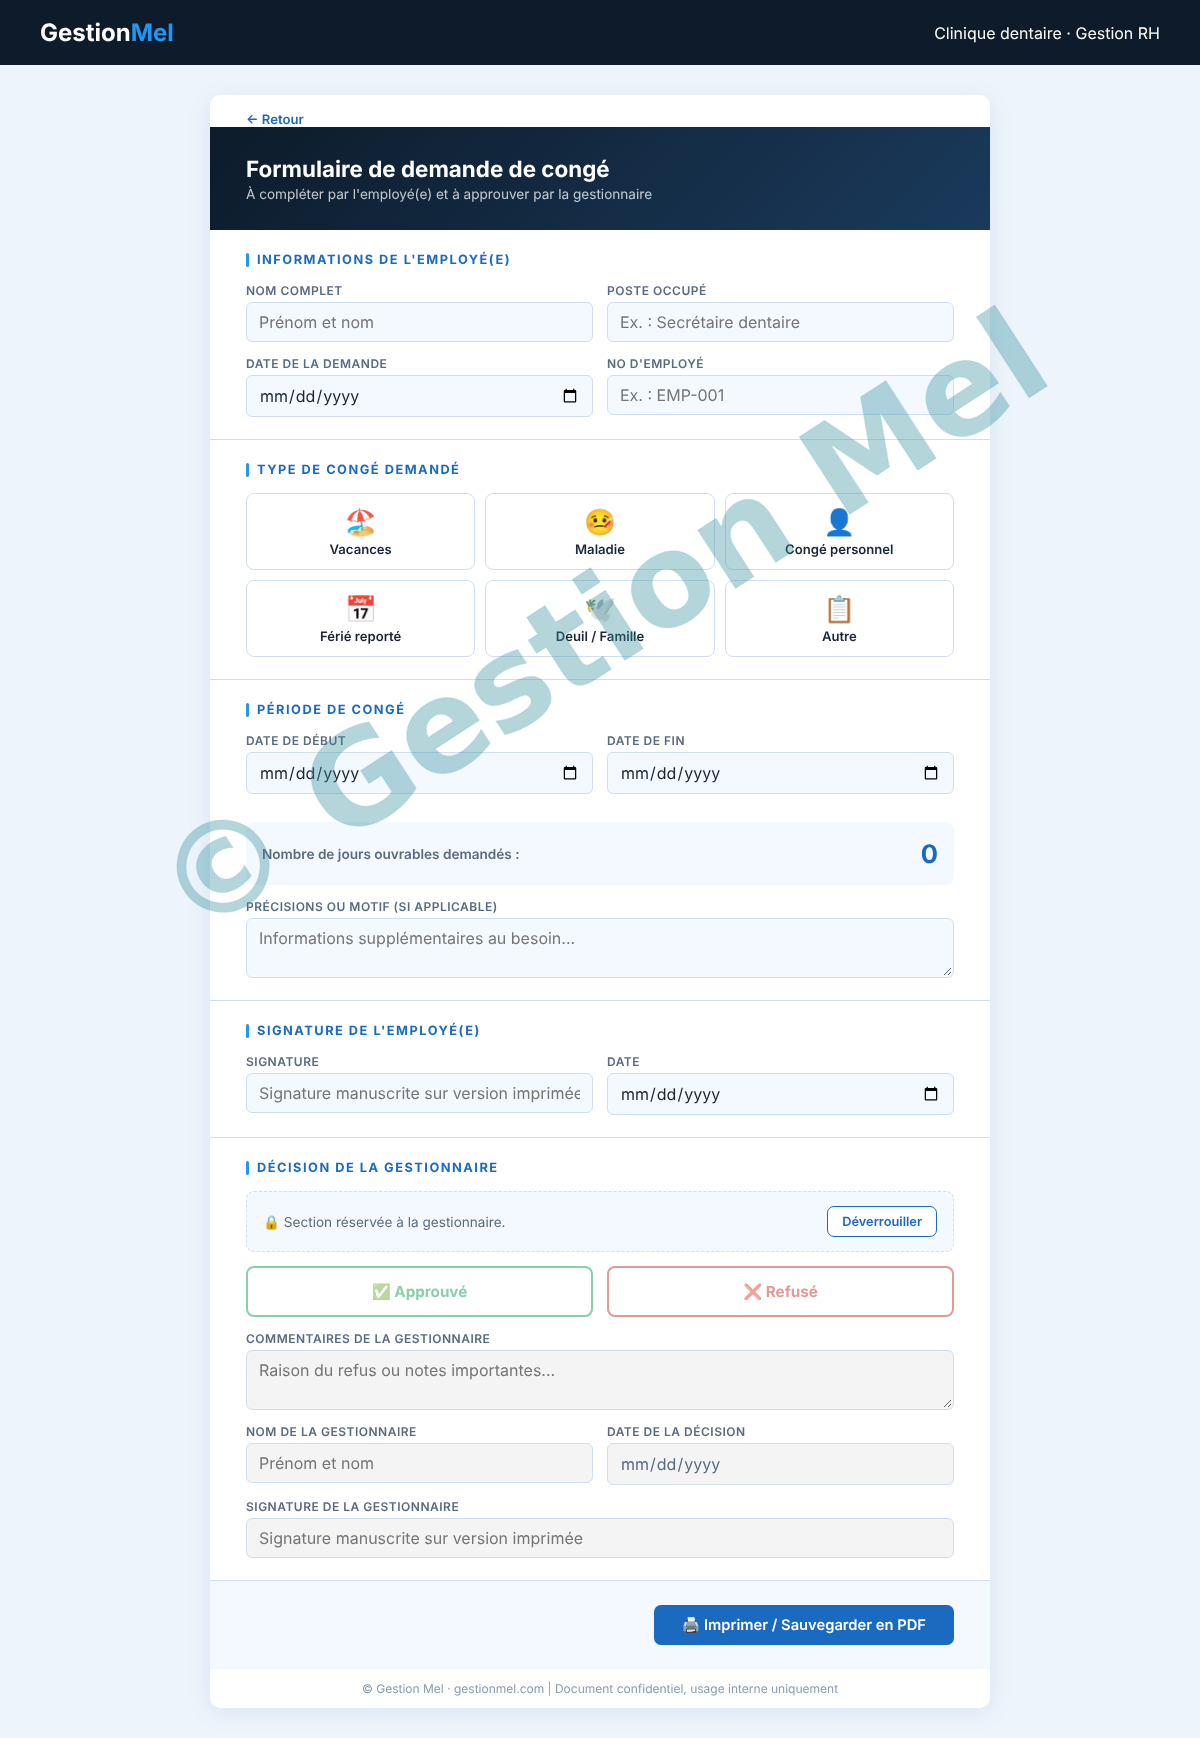 GestionMel
Clinique dentaire · Gestion RH
← Retour
Formulaire de demande de congé
À compléter par l'employé(e) et à approuver par la gestionnaire
INFORMATIONS DE L'EMPLOYÉ(E)
NOM COMPLET
POSTE OCCUPÉ
Prénom et nom
Ex. : Secrétaire dentaire
DATE DE LA DEMANDE
NO D'EMPLOYÉ
mm/dd/yyyy
Ex. : EMP-001
TYPE DE CONGÉ DEMANDÉ
Vacances
Maladie
Congé personnel
July
17
Férié reporté
Deuil / Famille
Autre
PÉRIODE DE CONGÉ
DATE DE DÉBUT
DATE DE FIN
mm/dd/yyyy
mm/dd/yyyy
Nombre de jours ouvrables demandés :
0
PRÉCISIONS OU MOTIF (SI APPLICABLE)
Informations supplémentaires au besoin...
SIGNATURE DE L'EMPLOYÉ(E)
SIGNATURE
DATE
Signature manuscrite sur version imprimée
mm/dd/yyyy
DÉCISION DE LA GESTIONNAIRE
🔒 Section réservée à la gestionnaire.
Déverrouiller
✅ Approuvé
❌ Refusé
COMMENTAIRES DE LA GESTIONNAIRE
Raison du refus ou notes importantes...
NOM DE LA GESTIONNAIRE
DATE DE LA DÉCISION
Prénom et nom
mm/dd/yyyy
SIGNATURE DE LA GESTIONNAIRE
Signature manuscrite sur version imprimée
🖨️ Imprimer / Sauvegarder en PDF
© Gestion Mel · gestionmel.com | Document confidentiel, usage interne uniquement
© Gestion Mel